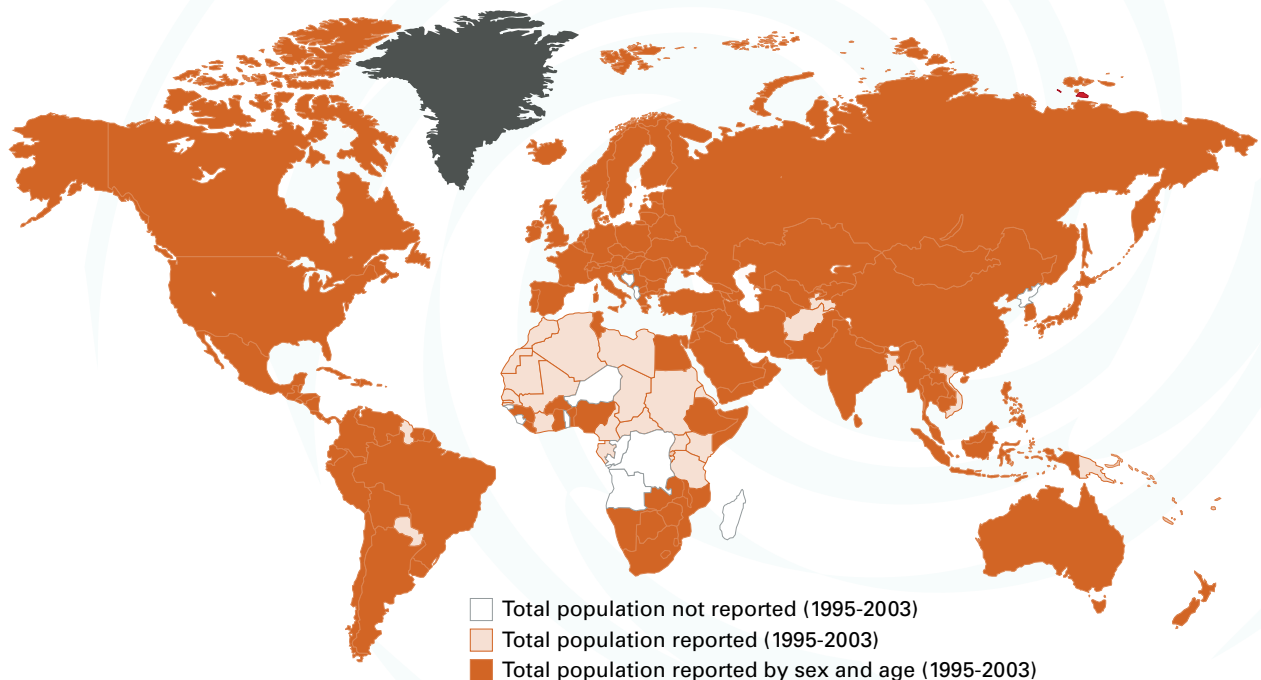 Total population not reported (1995-2003)
Total population reported (1995-2003)
Total population reported by sex and age (1995-2003)